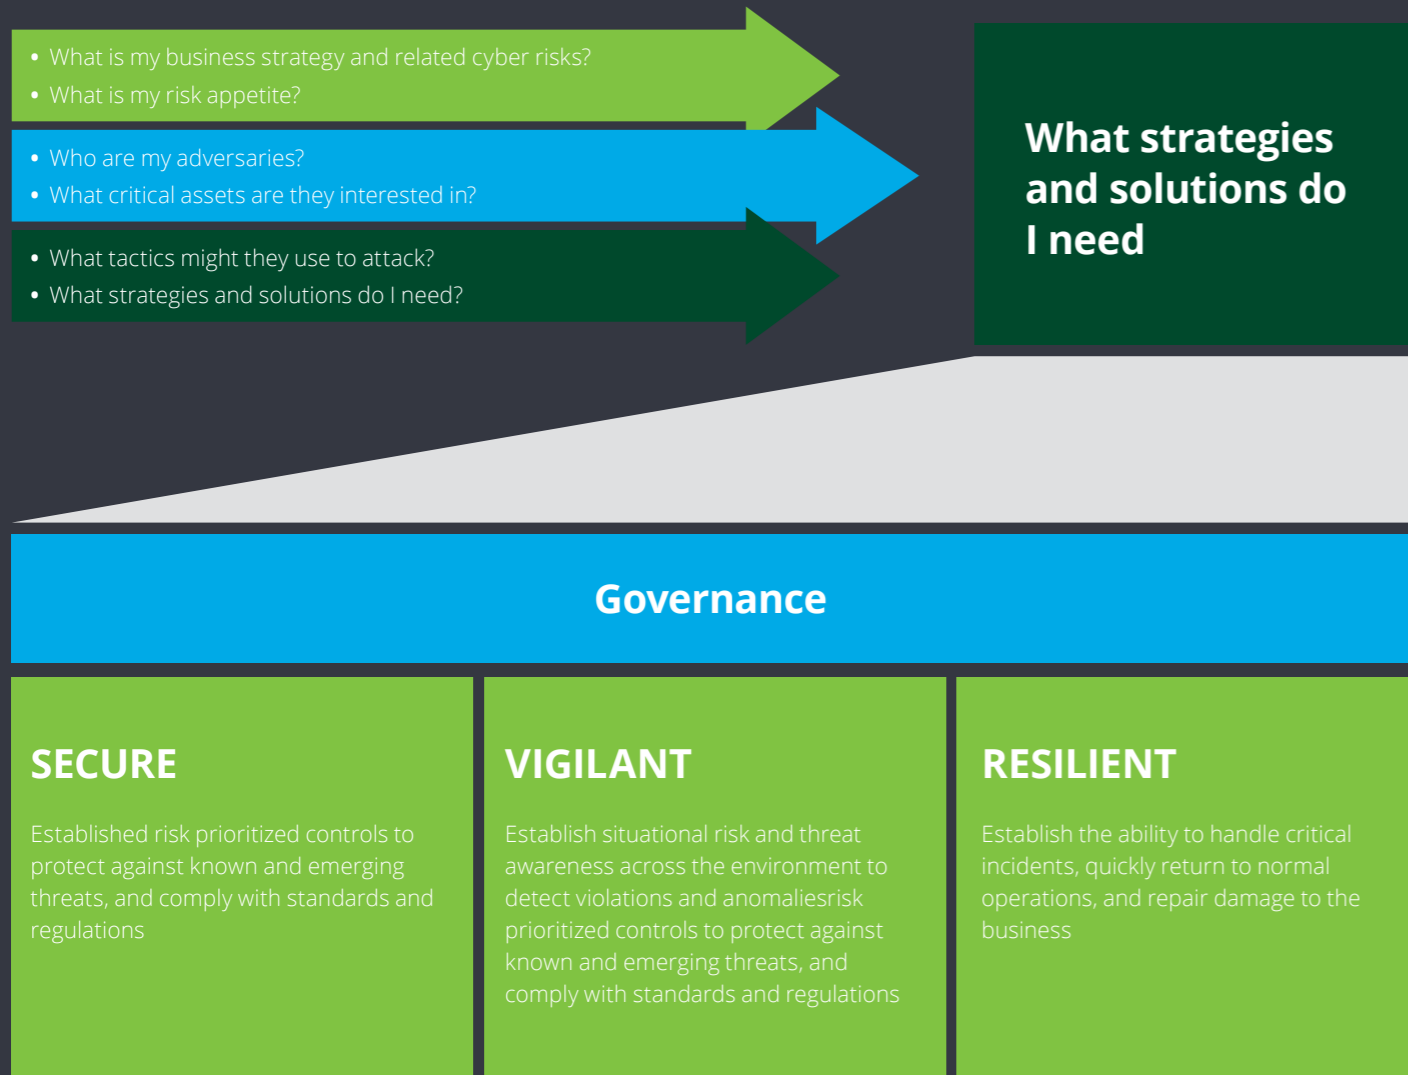 • What is my business strategy and related cyber risks?
• What is my risk appetite?
• Who are my adversaries?
• What critical assets are they interested in?
• What tactics might they use to attack?
• What strategies and solutions do I need?
What strategies
and solutions do
I need
Governance
SECURE
Established risk prioritized controls to
protect against known and emerging
threats, and comply with standards and
regulations
VIGILANT
Establish situational risk and threat
awareness across the environment to
detect violations and anomaliesrisk
prioritized controls to protect against
known and emerging threats, and
comply with standards and regulations
RESILIENT
Establish the ability to handle critical
incidents, quickly return to normal
operations, and repair damage to the
business